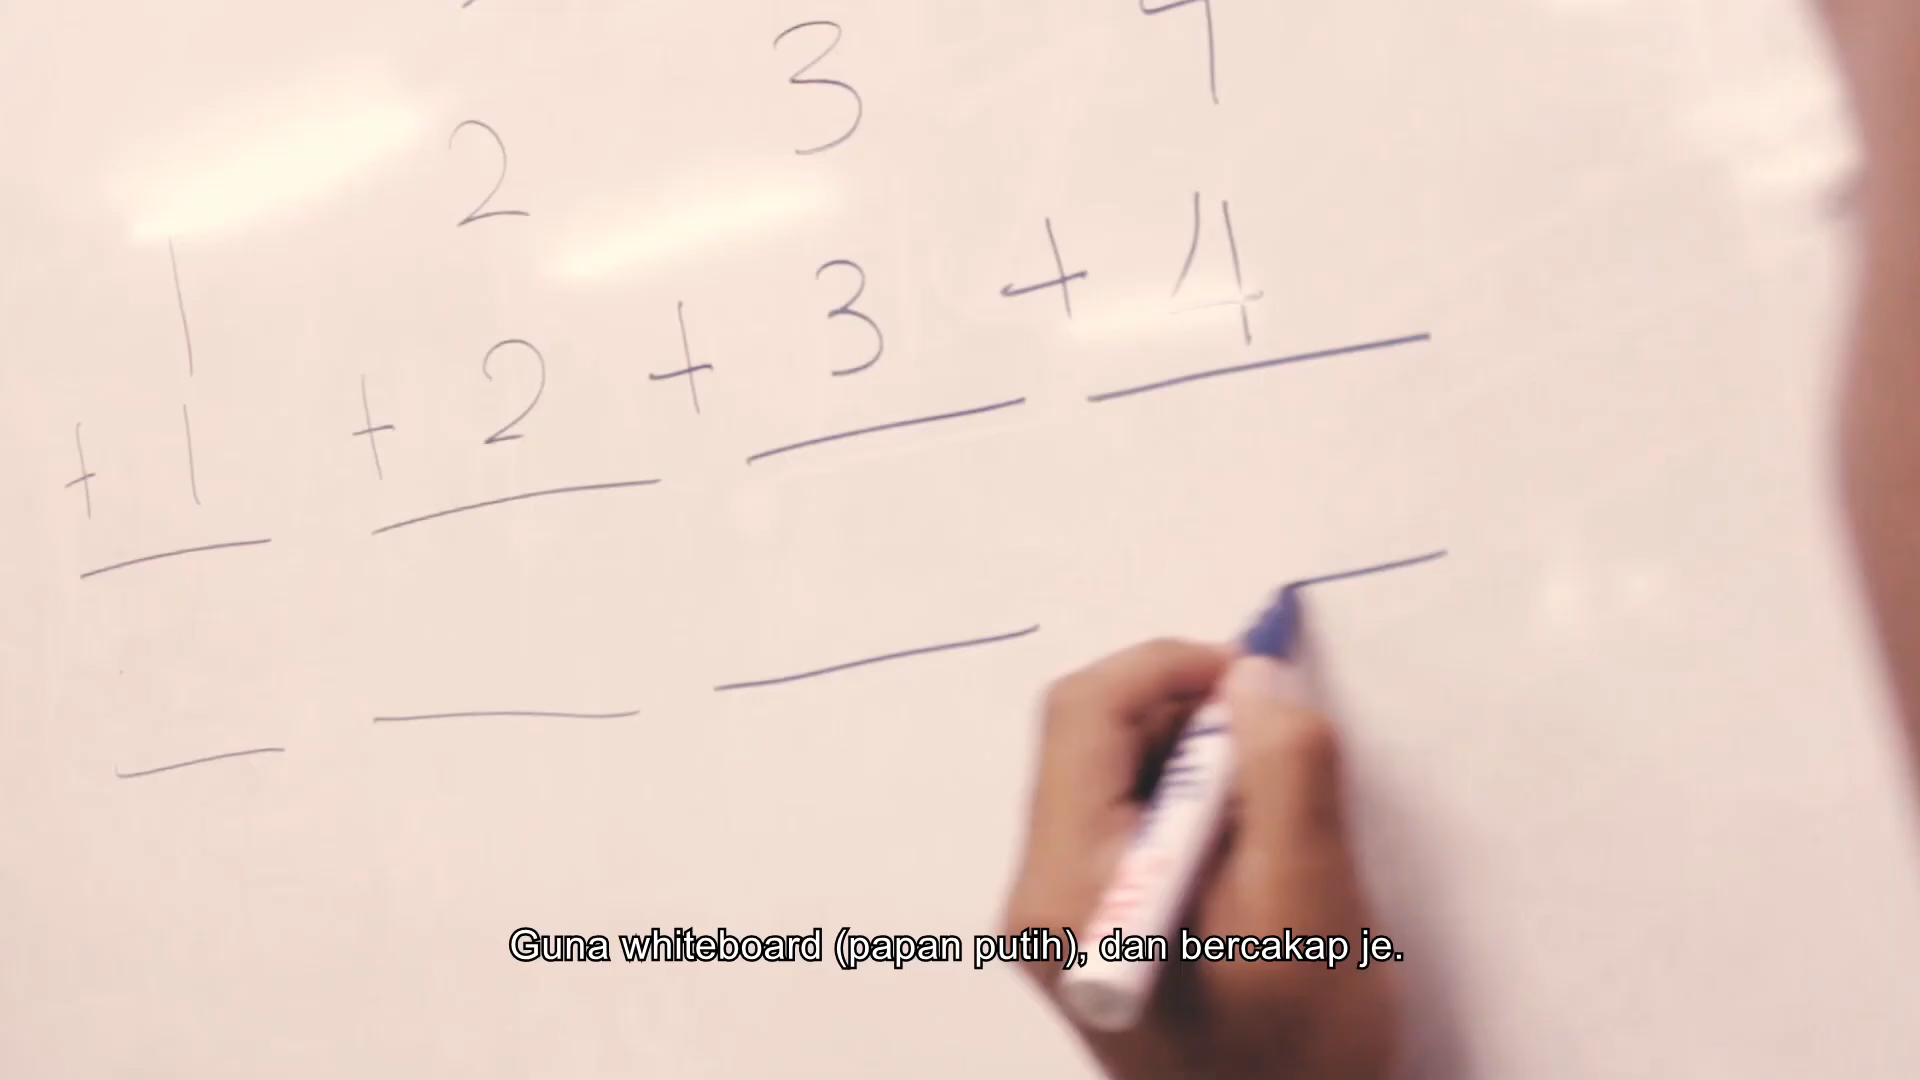 1 2 3 4
+ 1 + 2 + 3 + 4
Guna whiteboard (papan putih), dan bercakap je.